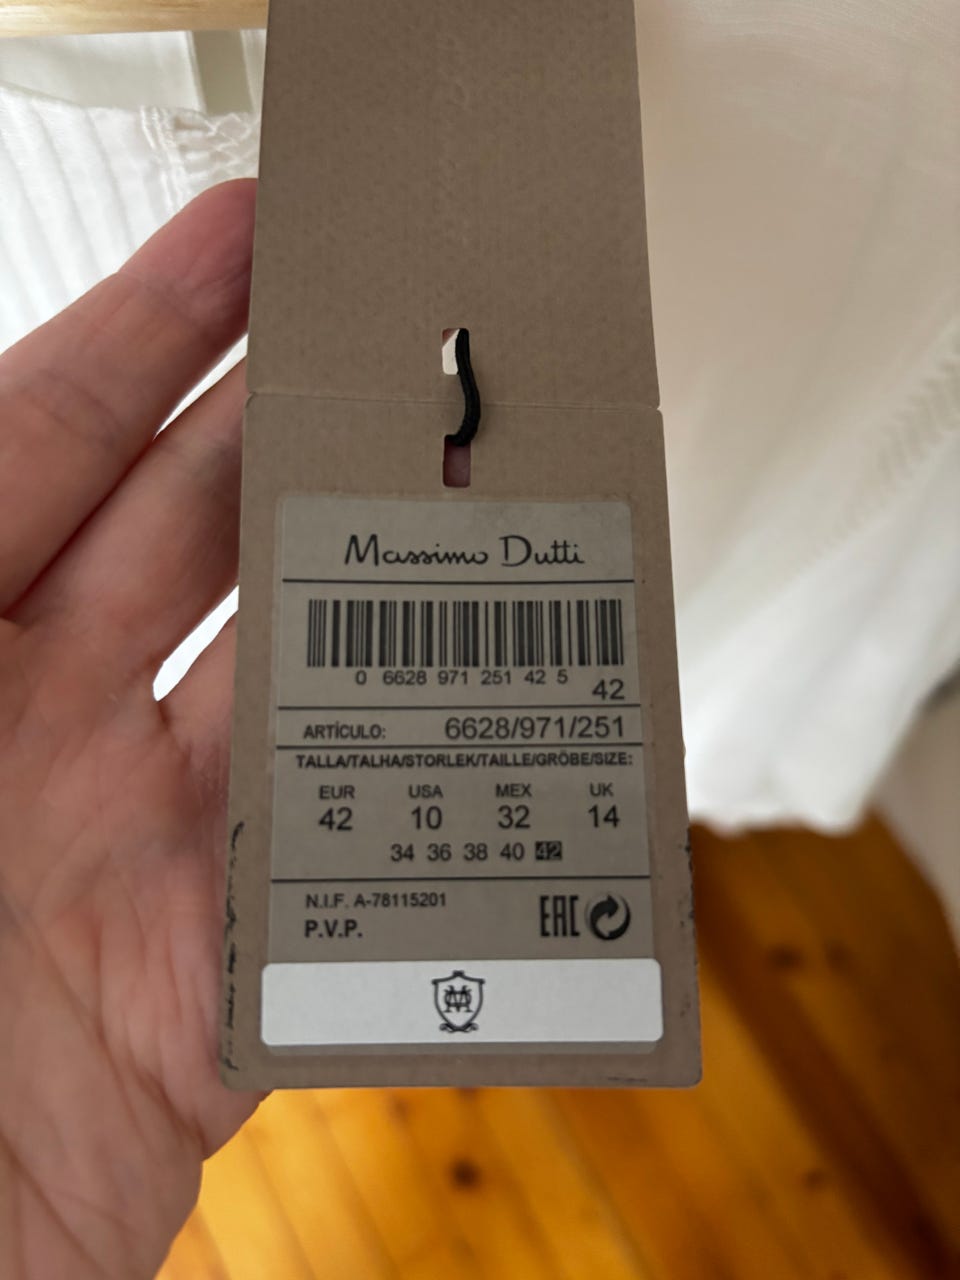 Massimo Dutti
0 6628 971 251 42 5
42
ARTÍCULO: 6628/971/251
TALLA/TALHA/STORLEK/TAILLE/GRÖBE/SIZE:
EUR USA MEX UK
42 10 32 14
34 36 38 40 42
N.I.F. A-78115201
P.V.P.
EAC